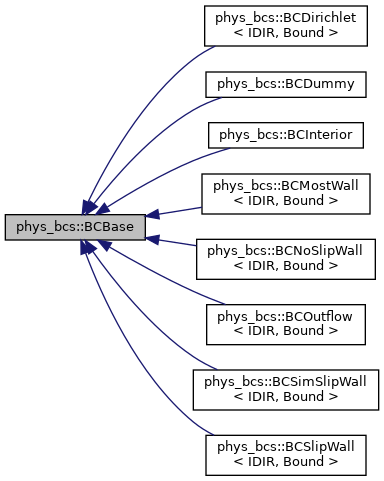 phys_bcs::BCDirichlet
< IDIR, Bound >
phys_bcs::BCDummy
phys_bcs::BCInterior
phys_bcs::BCMostWall
< IDIR, Bound >
phys_bcs::BCBase
phys_bcs::BCNoSlipWall
< IDIR, Bound >
phys_bcs::BCOutflow
< IDIR, Bound >
phys_bcs::BCSimSlipWall
< IDIR, Bound >
phys_bcs::BCSlipWall
< IDIR, Bound >